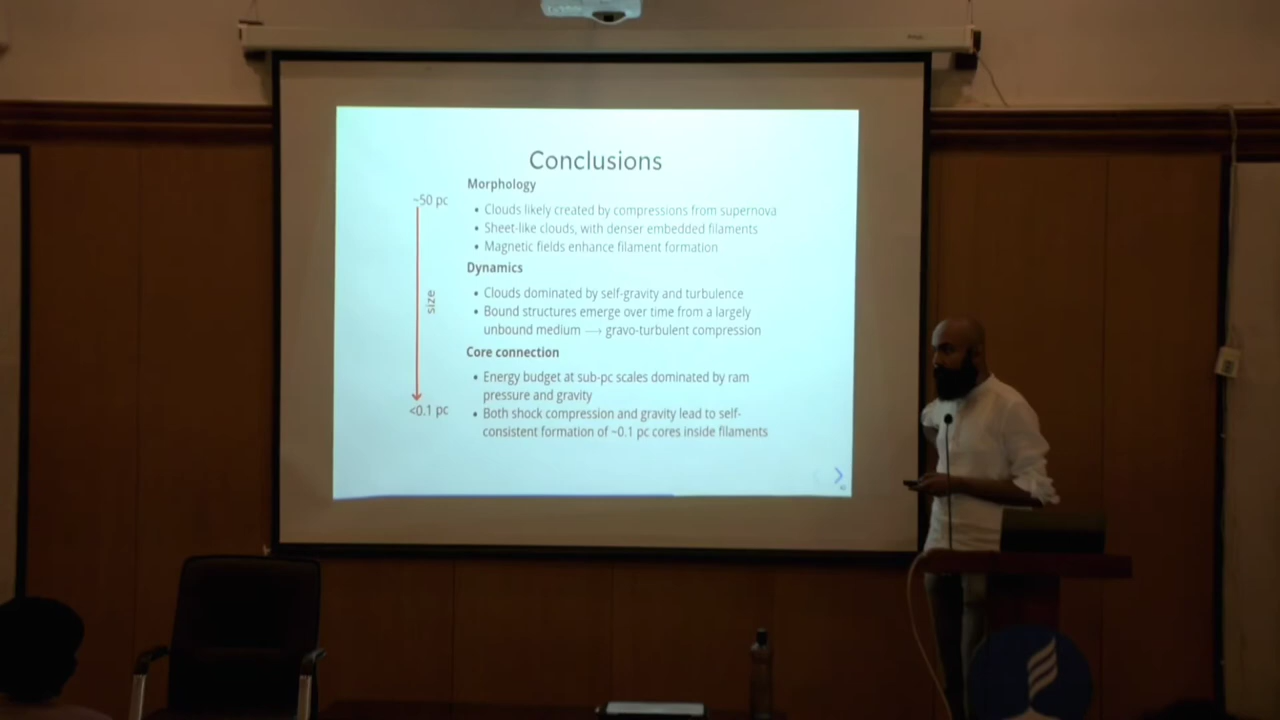 Conclusions
Morphology
~50 pc
• Clouds likely created by compressions from supernova
• Sheet-like clouds, with denser embedded filaments
• Magnetic fields enhance filament formation
Dynamics
• Clouds dominated by self-gravity and turbulence
size
• Bound structures emerge over time from a largely
unbound medium ⟶ gravo-turbulent compression
Core connection
• Energy budget at sub-pc scales dominated by ram
pressure and gravity
<0.1 pc
• Both shock compression and gravity lead to self-
consistent formation of ~0.1 pc cores inside filaments